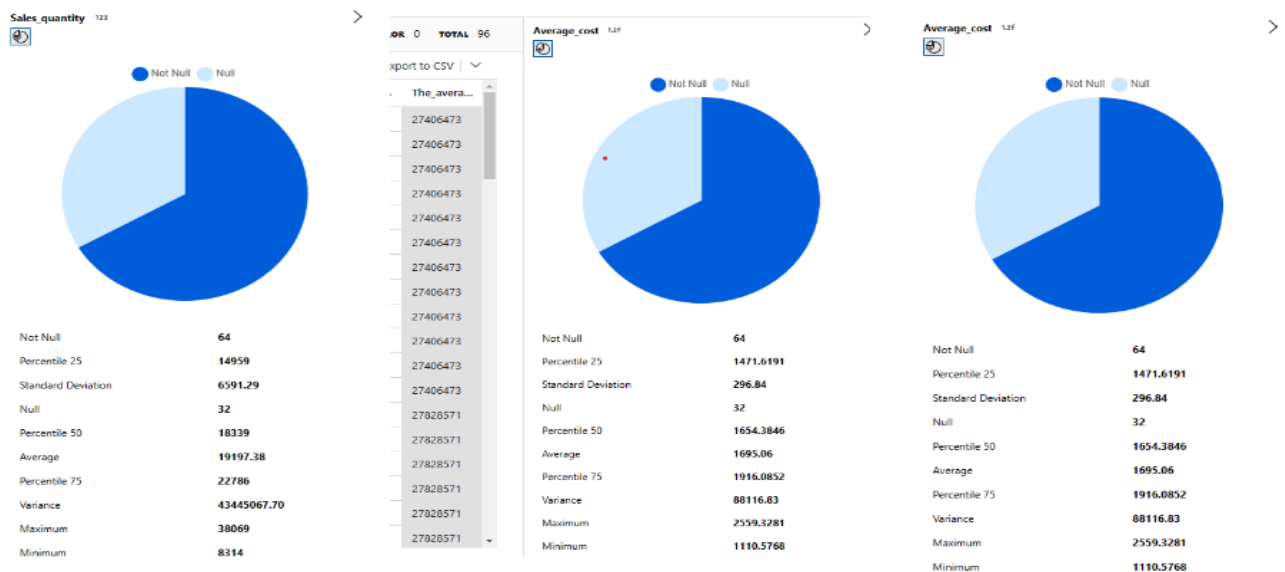 Sales_quantity 123
Not Null Null
Not Null 64
Percentile 25 14959
Standard Deviation 6591.29
Null 32
Percentile 50 18339
Average 19197.38
Percentile 75 22786
Variance 43445067.70
Maximum 38069
Minimum 8314
OR 0 TOTAL 96
xport to CSV
The_avera...
27406473
27406473
27406473
27406473
27406473
27406473
27406473
27406473
27406473
27406473
27406473
27406473
27828571
27828571
27828571
27828571
27828571
27828571
Average_cost 1.2f
Not Null Null
Not Null 64
Percentile 25 1471.6191
Standard Deviation 296.84
Null 32
Percentile 50 1654.3846
Average 1695.06
Percentile 75 1916.0852
Variance 88116.83
Maximum 2559.3281
Minimum 1110.5768
Average_cost 1.2f
Not Null Null
Not Null 64
Percentile 25 1471.6191
Standard Deviation 296.84
Null 32
Percentile 50 1654.3846
Average 1695.06
Percentile 75 1916.0852
Variance 88116.83
Maximum 2559.3281
Minimum 1110.5768